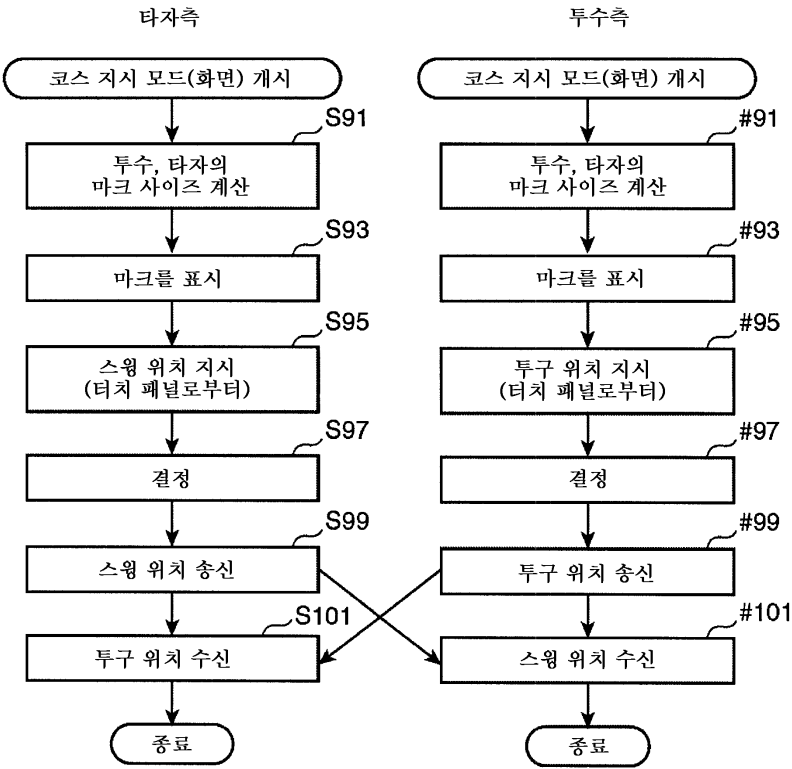 타자측
코스 지시 모드(화면) 개시
S91
투수, 타자의
마크 사이즈 계산
S93
마크를 표시
S95
스윙 위치 지시
(터치 패널로부터)
S97
결정
S99
스윙 위치 송신
S101
투구 위치 수신
종료
투수측
코스 지시 모드(화면) 개시
#91
투수, 타자의
마크 사이즈 계산
#93
마크를 표시
#95
투구 위치 지시
(터치 패널로부터)
#97
결정
#99
투구 위치 송신
#101
스윙 위치 수신
종료